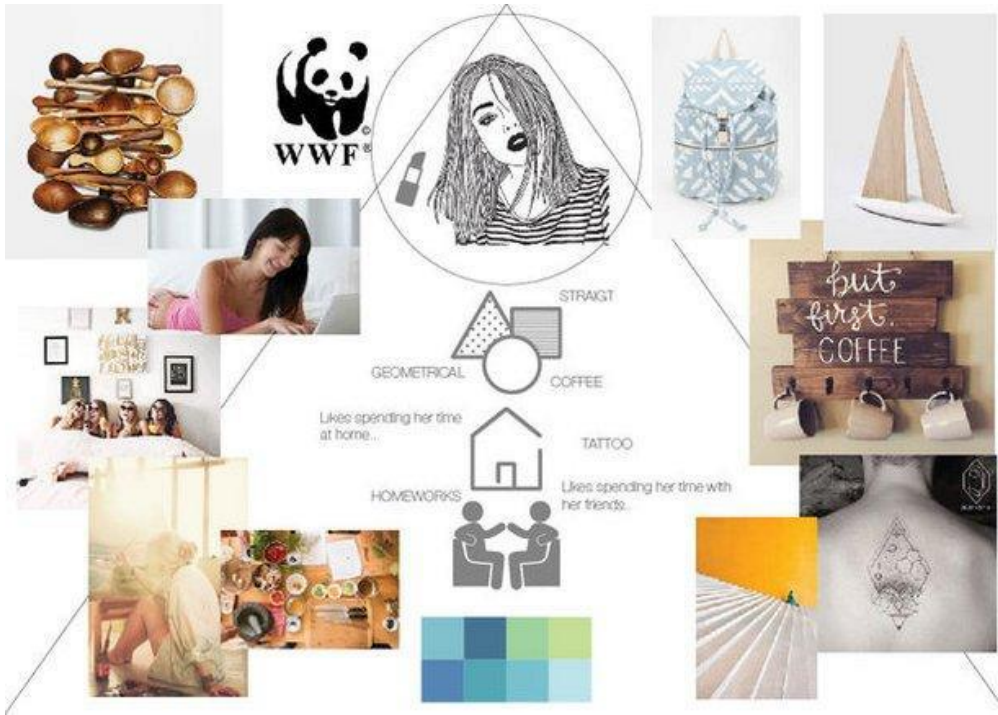 WWF
©
®
STRAIGT
GEOMETRICAL
COFFEE
but
first,
COFFEE
Likes spending her time
at home...
TATTOO
HOMEWORKS
Likes spending her time with
her friends...